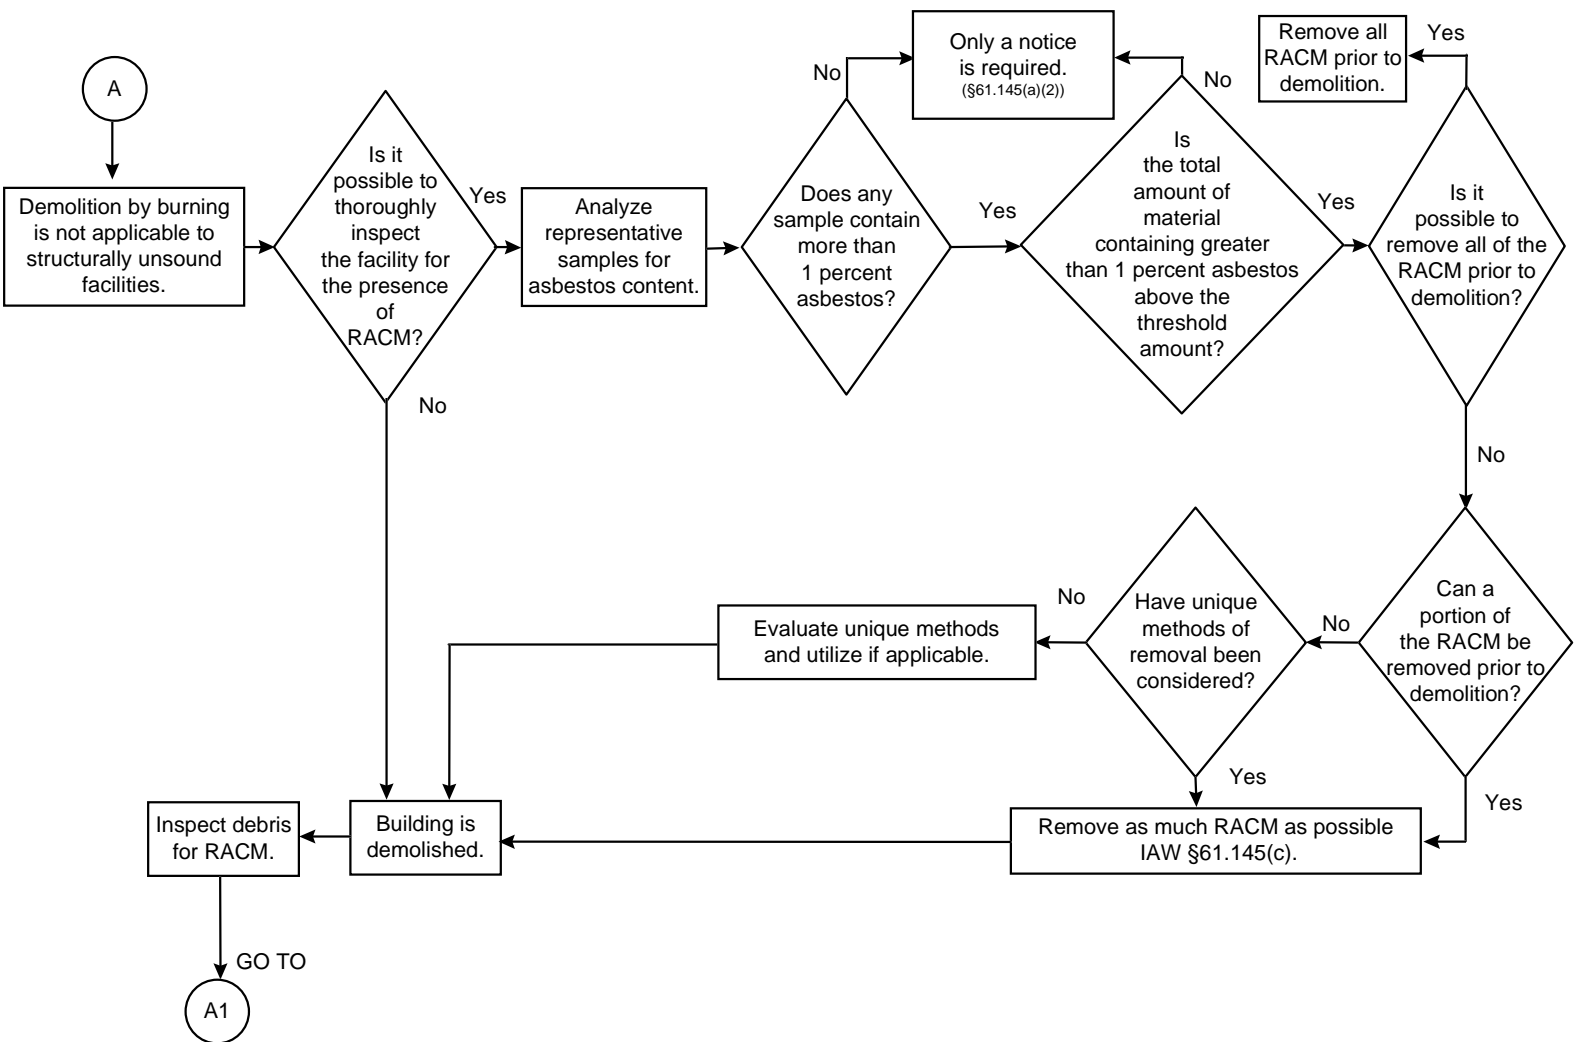 A
Demolition by burning
is not applicable to
structurally unsound
facilities.
Is it
possible to
thoroughly
inspect
the facility for
the presence
of
RACM?
Yes
No
Analyze
representative
samples for
asbestos content.
Does any
sample contain
more than
1 percent
asbestos?
No
Yes
Only a notice
is required.
(§61.145(a)(2))
Is
the total
amount of
material
containing greater
than 1 percent asbestos
above the
threshold
amount?
No
Yes
Remove all
RACM prior to
demolition.
Yes
Is it
possible to
remove all of the
RACM prior to
demolition?
No
Can a
portion of
the RACM be
removed prior to
demolition?
No
Yes
Have unique
methods of
removal been
considered?
No
Yes
Evaluate unique methods
and utilize if applicable.
Remove as much RACM as possible
IAW §61.145(c).
Building is
demolished.
Inspect debris
for RACM.
GO TO
A1